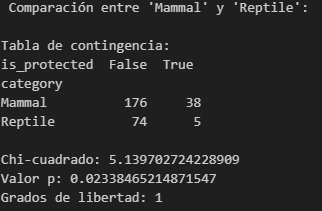 Comparación entre 'Mammal' y 'Reptile':
Tabla de contingencia:
is_protected  False  True
category
Mammal          176    38
Reptile          74     5
Chi-cuadrado: 5.139702724228909
Valor p: 0.02338465214871547
Grados de libertad: 1